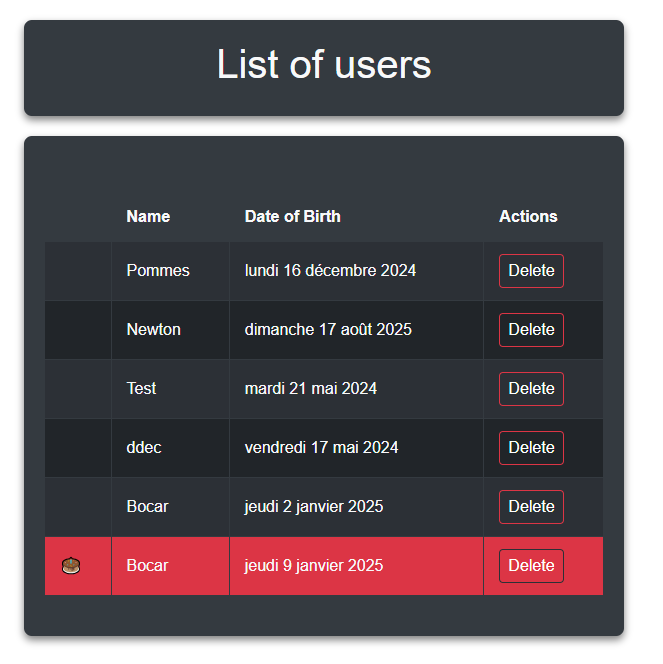 List of users
Name Date of Birth Actions
Pommes lundi 16 décembre 2024 Delete
Newton dimanche 17 août 2025 Delete
Test mardi 21 mai 2024 Delete
ddec vendredi 17 mai 2024 Delete
Bocar jeudi 2 janvier 2025 Delete
Bocar jeudi 9 janvier 2025 Delete